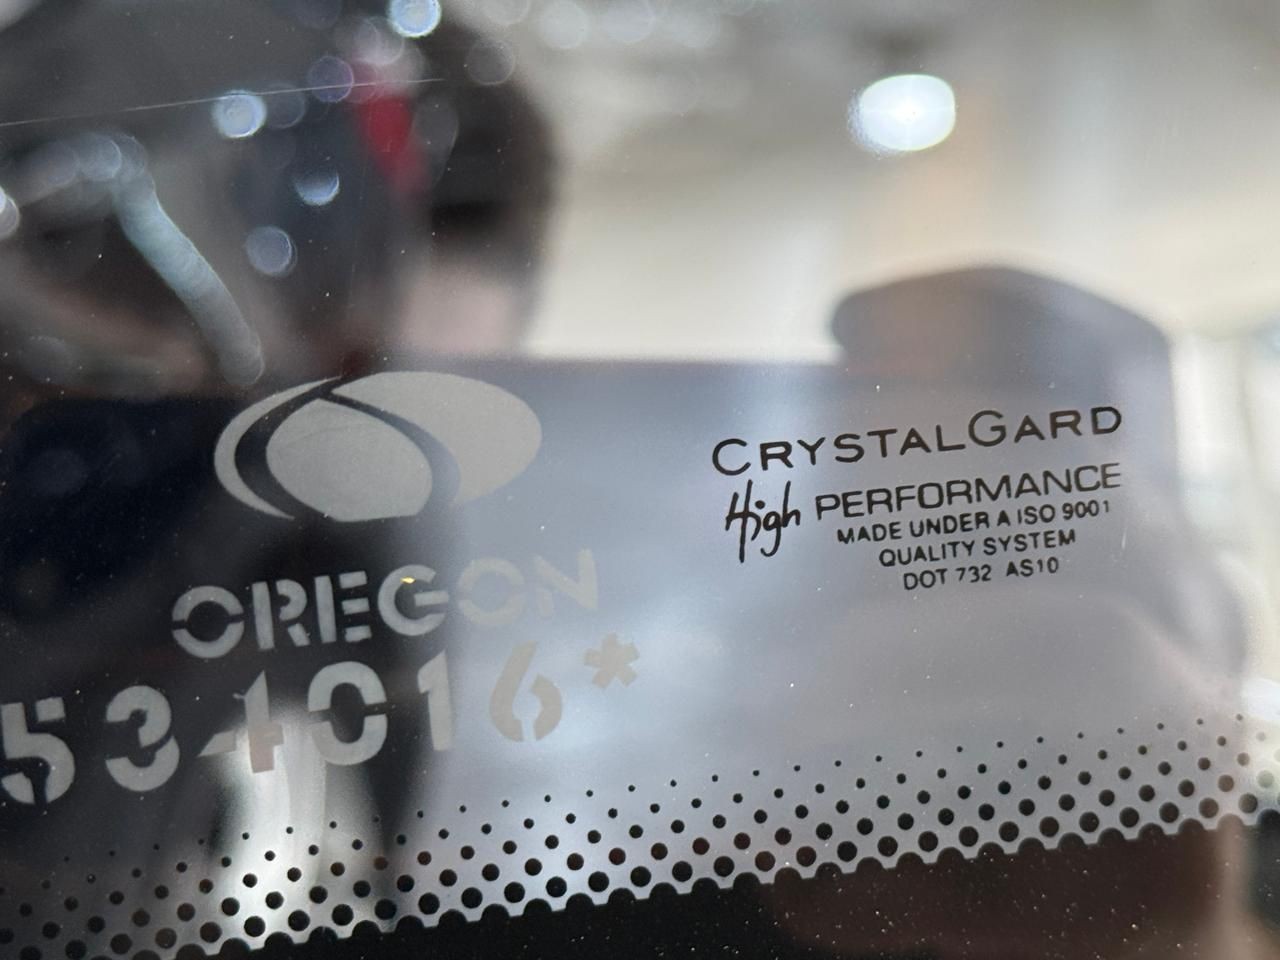 OREGON
534016*
CRYSTALGARD
High PERFORMANCE
MADE UNDER A ISO 9001
QUALITY SYSTEM
DOT 732 AS10